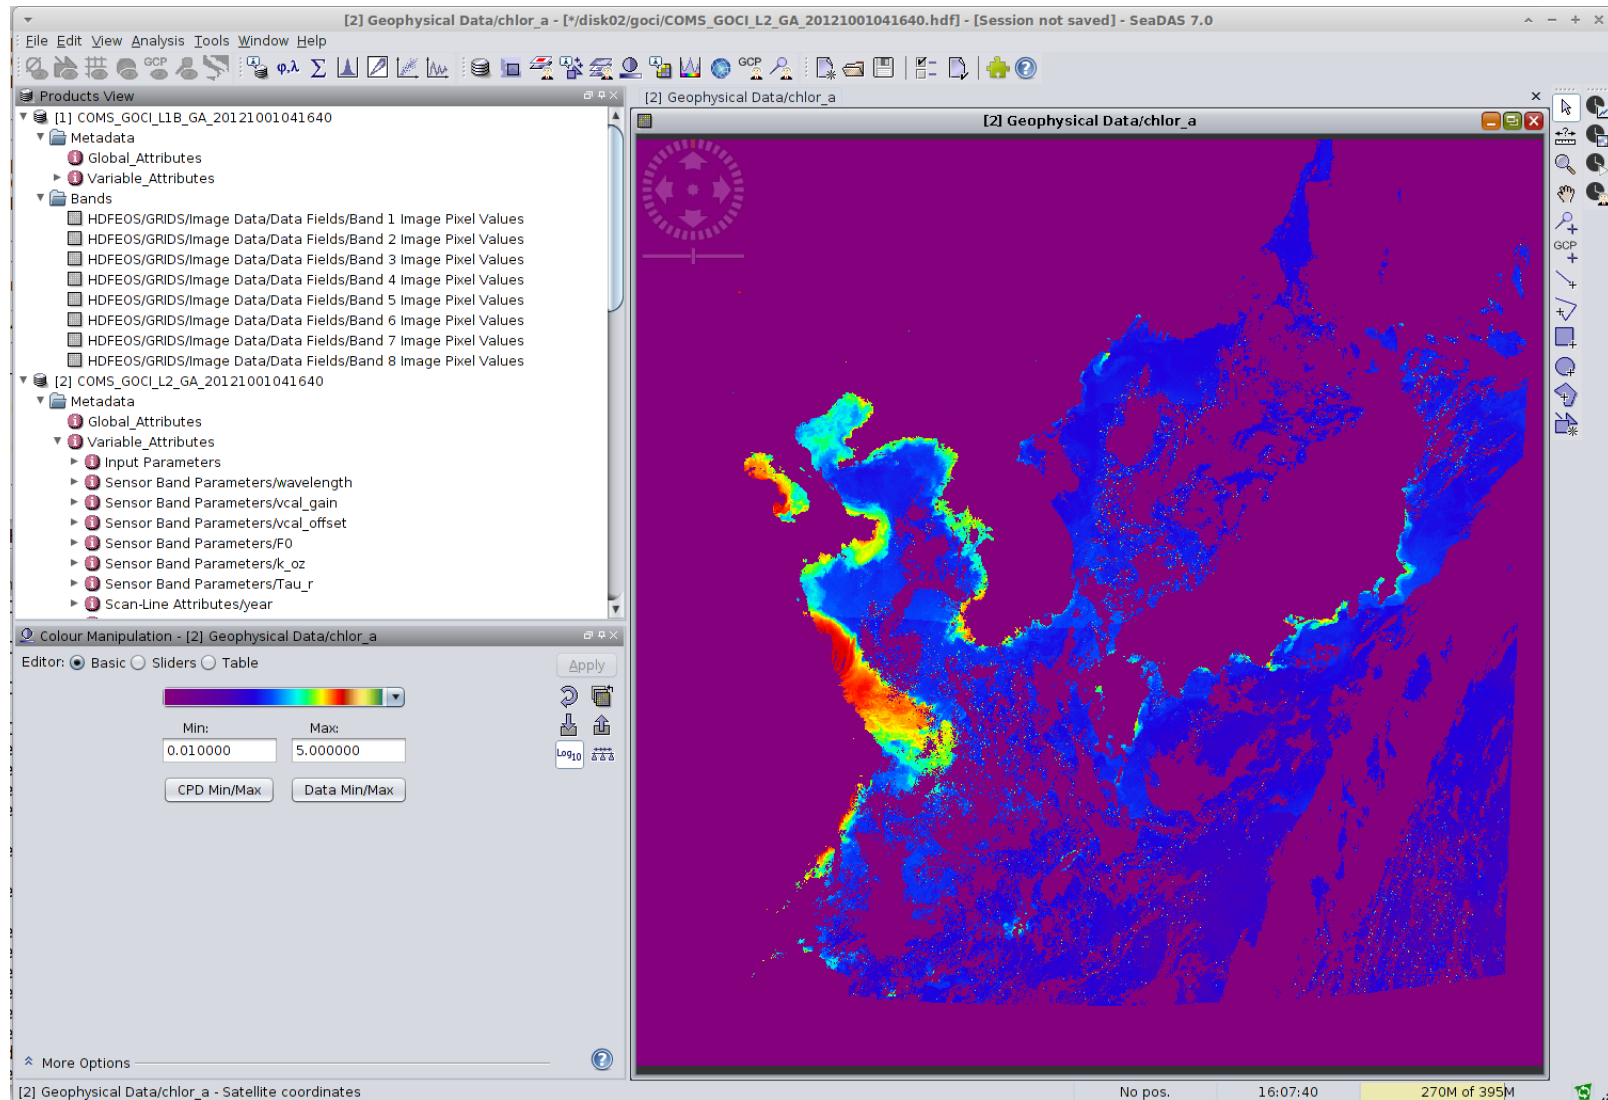 [2] Geophysical Data/chlor_a - [*/disk02/goci/COMS_GOCI_L2_GA_20121001041640.hdf] - [Session not saved] - SeaDAS 7.0
File Edit View Analysis Tools Window Help
GCP φ,λ Σ GCP
Products View
[1] COMS_GOCI_L1B_GA_20121001041640
Metadata
Global_Attributes
Variable_Attributes
Bands
HDFEOS/GRIDS/Image Data/Data Fields/Band 1 Image Pixel Values
HDFEOS/GRIDS/Image Data/Data Fields/Band 2 Image Pixel Values
HDFEOS/GRIDS/Image Data/Data Fields/Band 3 Image Pixel Values
HDFEOS/GRIDS/Image Data/Data Fields/Band 4 Image Pixel Values
HDFEOS/GRIDS/Image Data/Data Fields/Band 5 Image Pixel Values
HDFEOS/GRIDS/Image Data/Data Fields/Band 6 Image Pixel Values
HDFEOS/GRIDS/Image Data/Data Fields/Band 7 Image Pixel Values
HDFEOS/GRIDS/Image Data/Data Fields/Band 8 Image Pixel Values
[2] COMS_GOCI_L2_GA_20121001041640
Metadata
Global_Attributes
Variable_Attributes
Input Parameters
Sensor Band Parameters/wavelength
Sensor Band Parameters/vcal_gain
Sensor Band Parameters/vcal_offset
Sensor Band Parameters/F0
Sensor Band Parameters/k_oz
Sensor Band Parameters/Tau_r
Scan-Line Attributes/year
Colour Manipulation - [2] Geophysical Data/chlor_a
Editor: Basic Sliders Table
Apply
Min: Max:
0.010000 5.000000
Log10
CPD Min/Max Data Min/Max
More Options
[2] Geophysical Data/chlor_a
[2] Geophysical Data/chlor_a
GCP
[2] Geophysical Data/chlor_a - Satellite coordinates
No pos. 16:07:40 270M of 395M